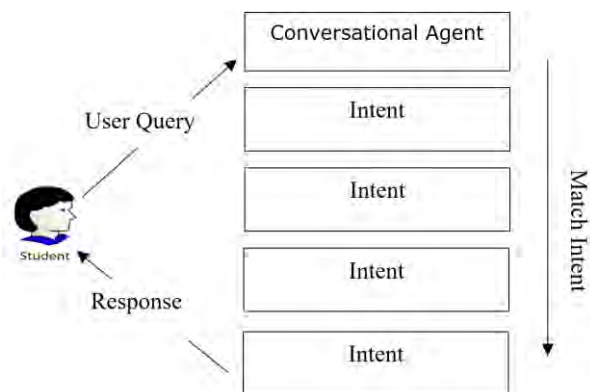 Conversational Agent
User Query
Intent
Intent
Student
Intent
Response
Intent
Match Intent